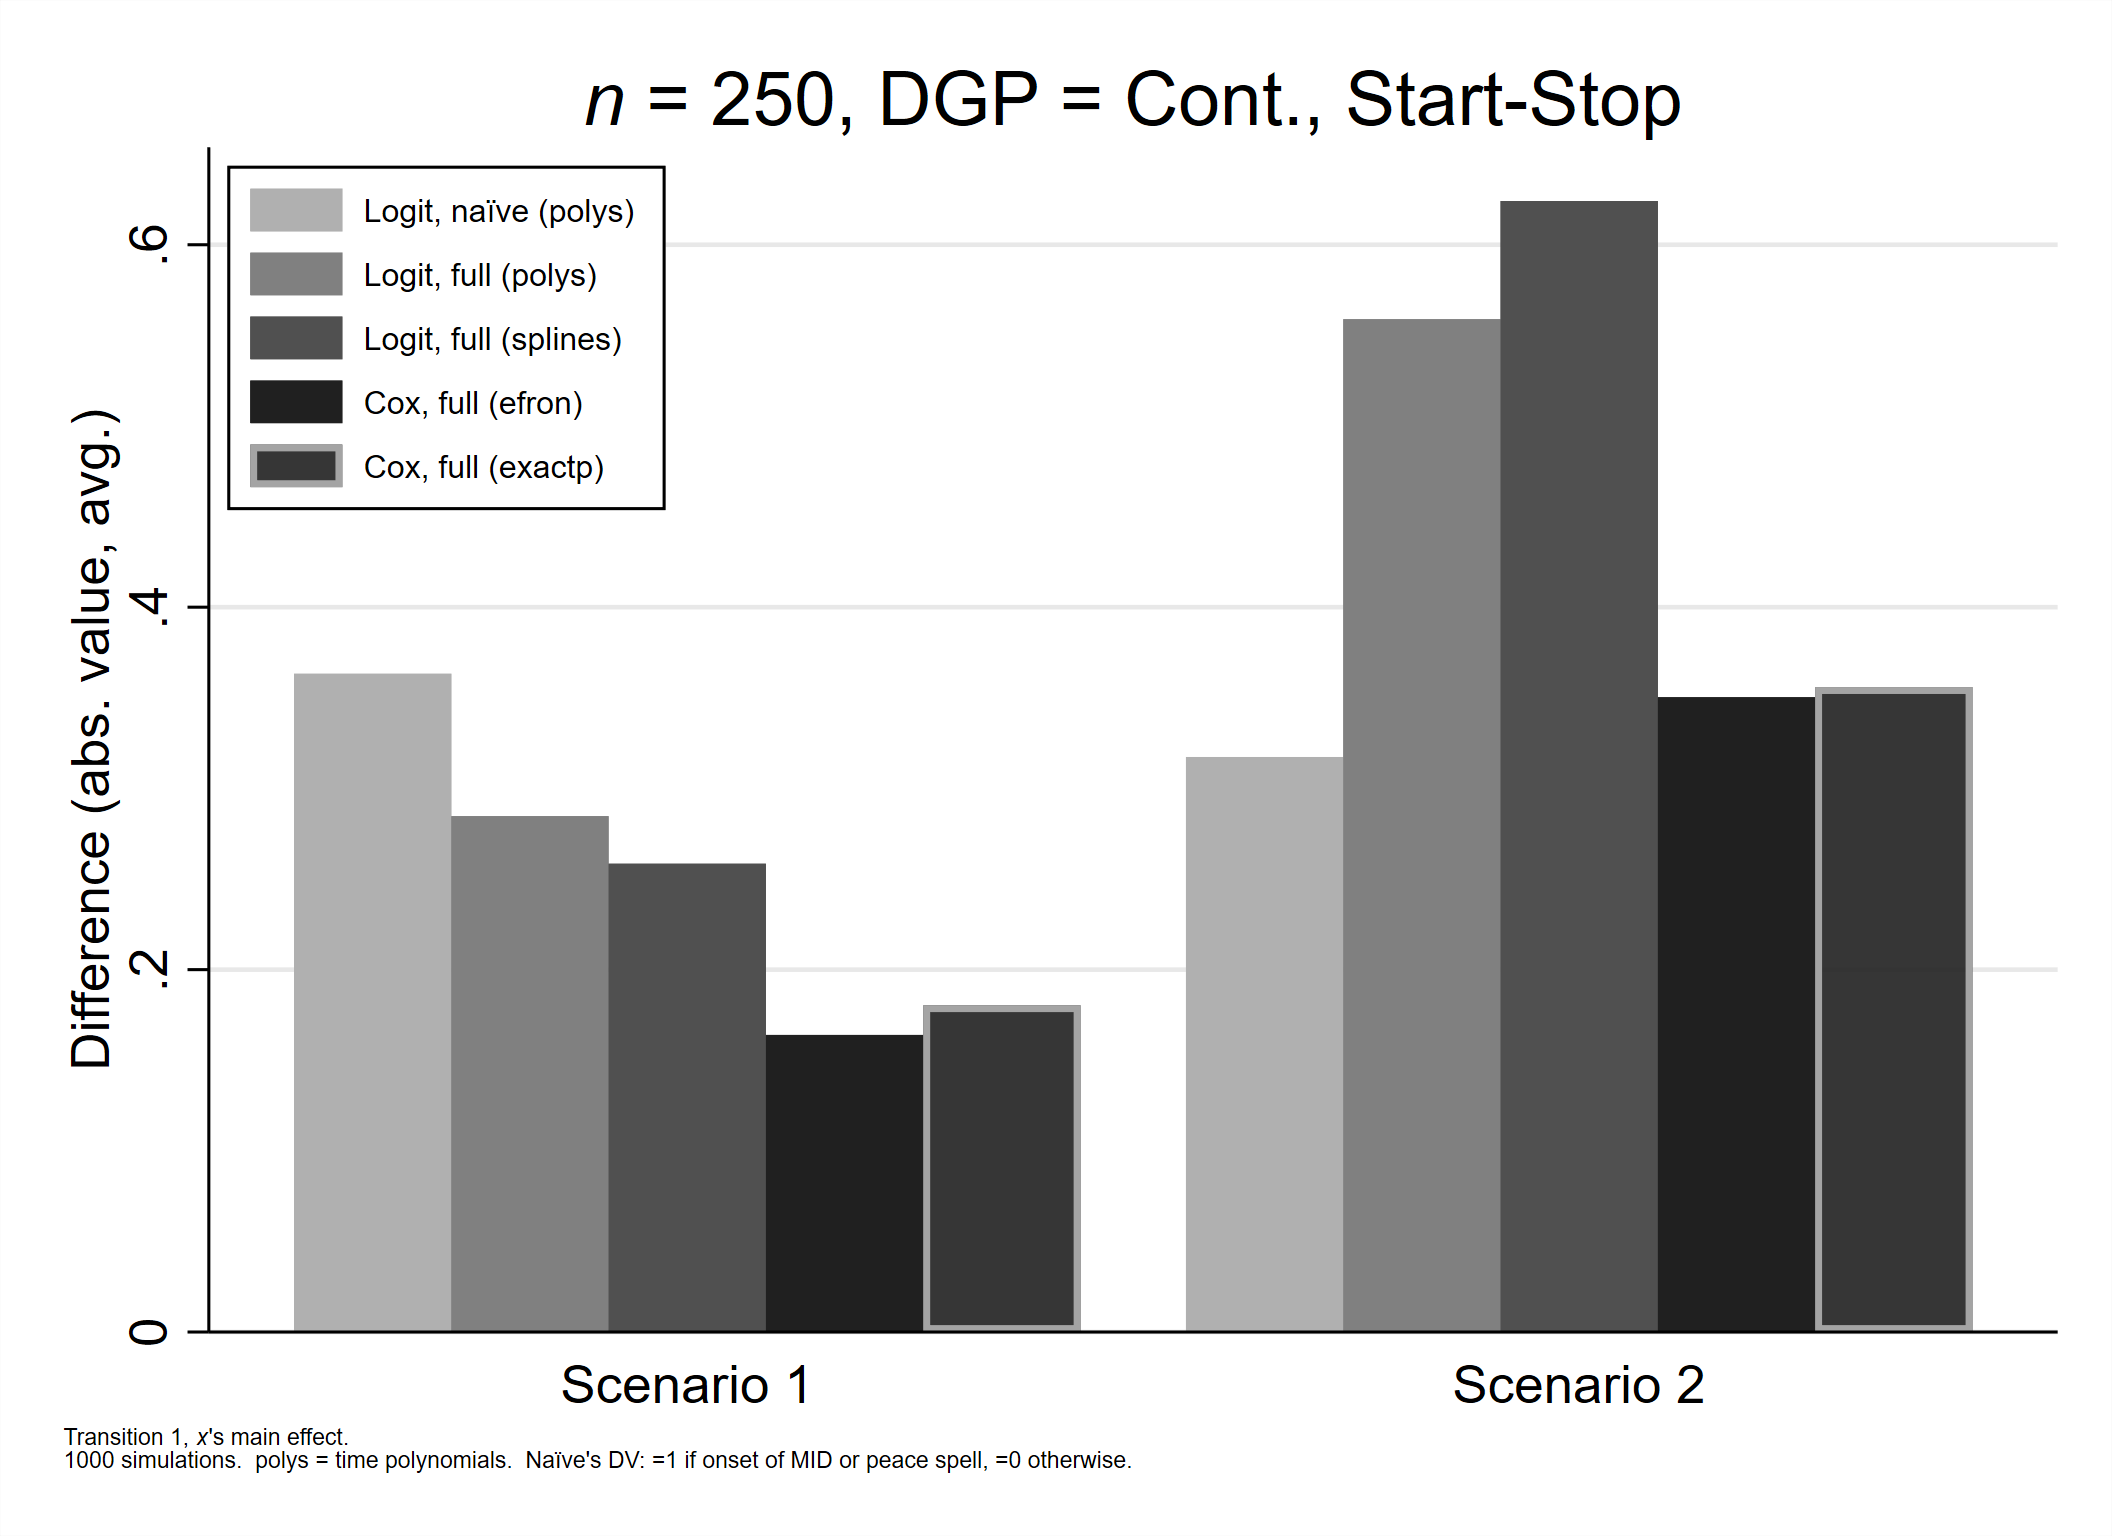 n = 250, DGP = Cont., Start-Stop
Logit, naïve (polys)
Logit, full (polys)
Logit, full (splines)
Cox, full (efron)
Cox, full (exactp)
Difference (abs. value, avg.)
.6
.4
.2
0
Scenario 1
Scenario 2
Transition 1, x's main effect.
1000 simulations.  polys = time polynomials.  Naïve's DV: =1 if onset of MID or peace spell, =0 otherwise.